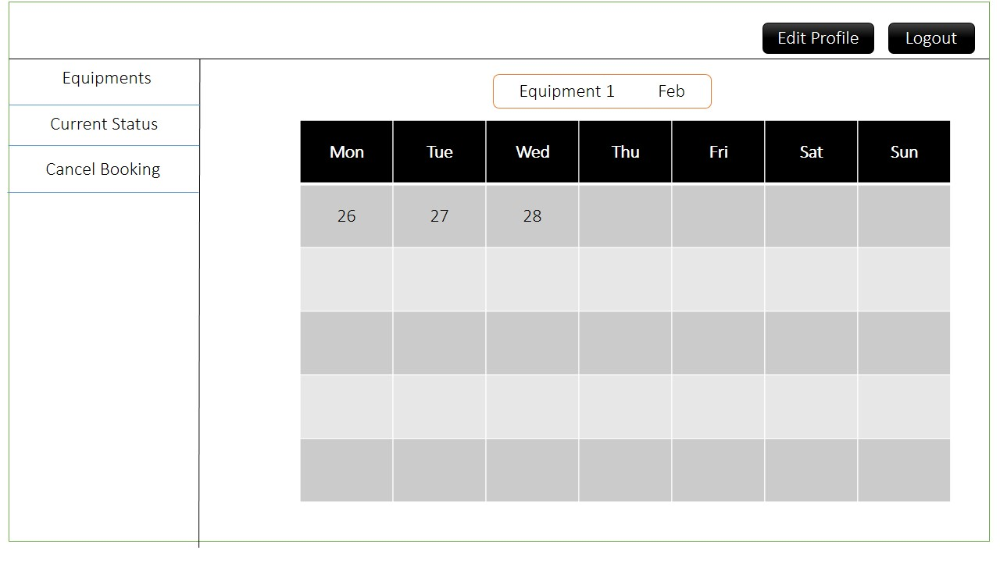 Edit Profile Logout
Equipments
Current Status
Cancel Booking
Equipment 1 Feb
Mon Tue Wed Thu Fri Sat Sun
26 27 28